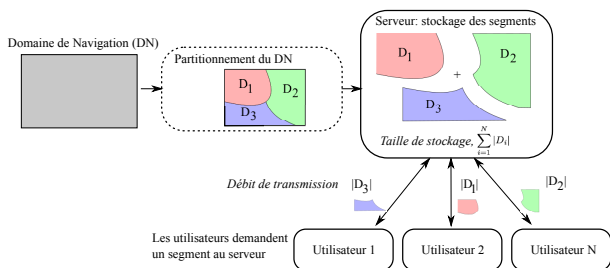 Domaine de Navigation (DN)
Partitionnement du DN
D1
D2
D3
Serveur: stockage des segments
D1
+
D2
D3
Taille de stockage, ∑_{i=1}^{N} |Di|
Débit de transmission
|D3|
|D1|
|D2|
Les utilisateurs demandent
un segment au serveur
Utilisateur 1
Utilisateur 2
Utilisateur N